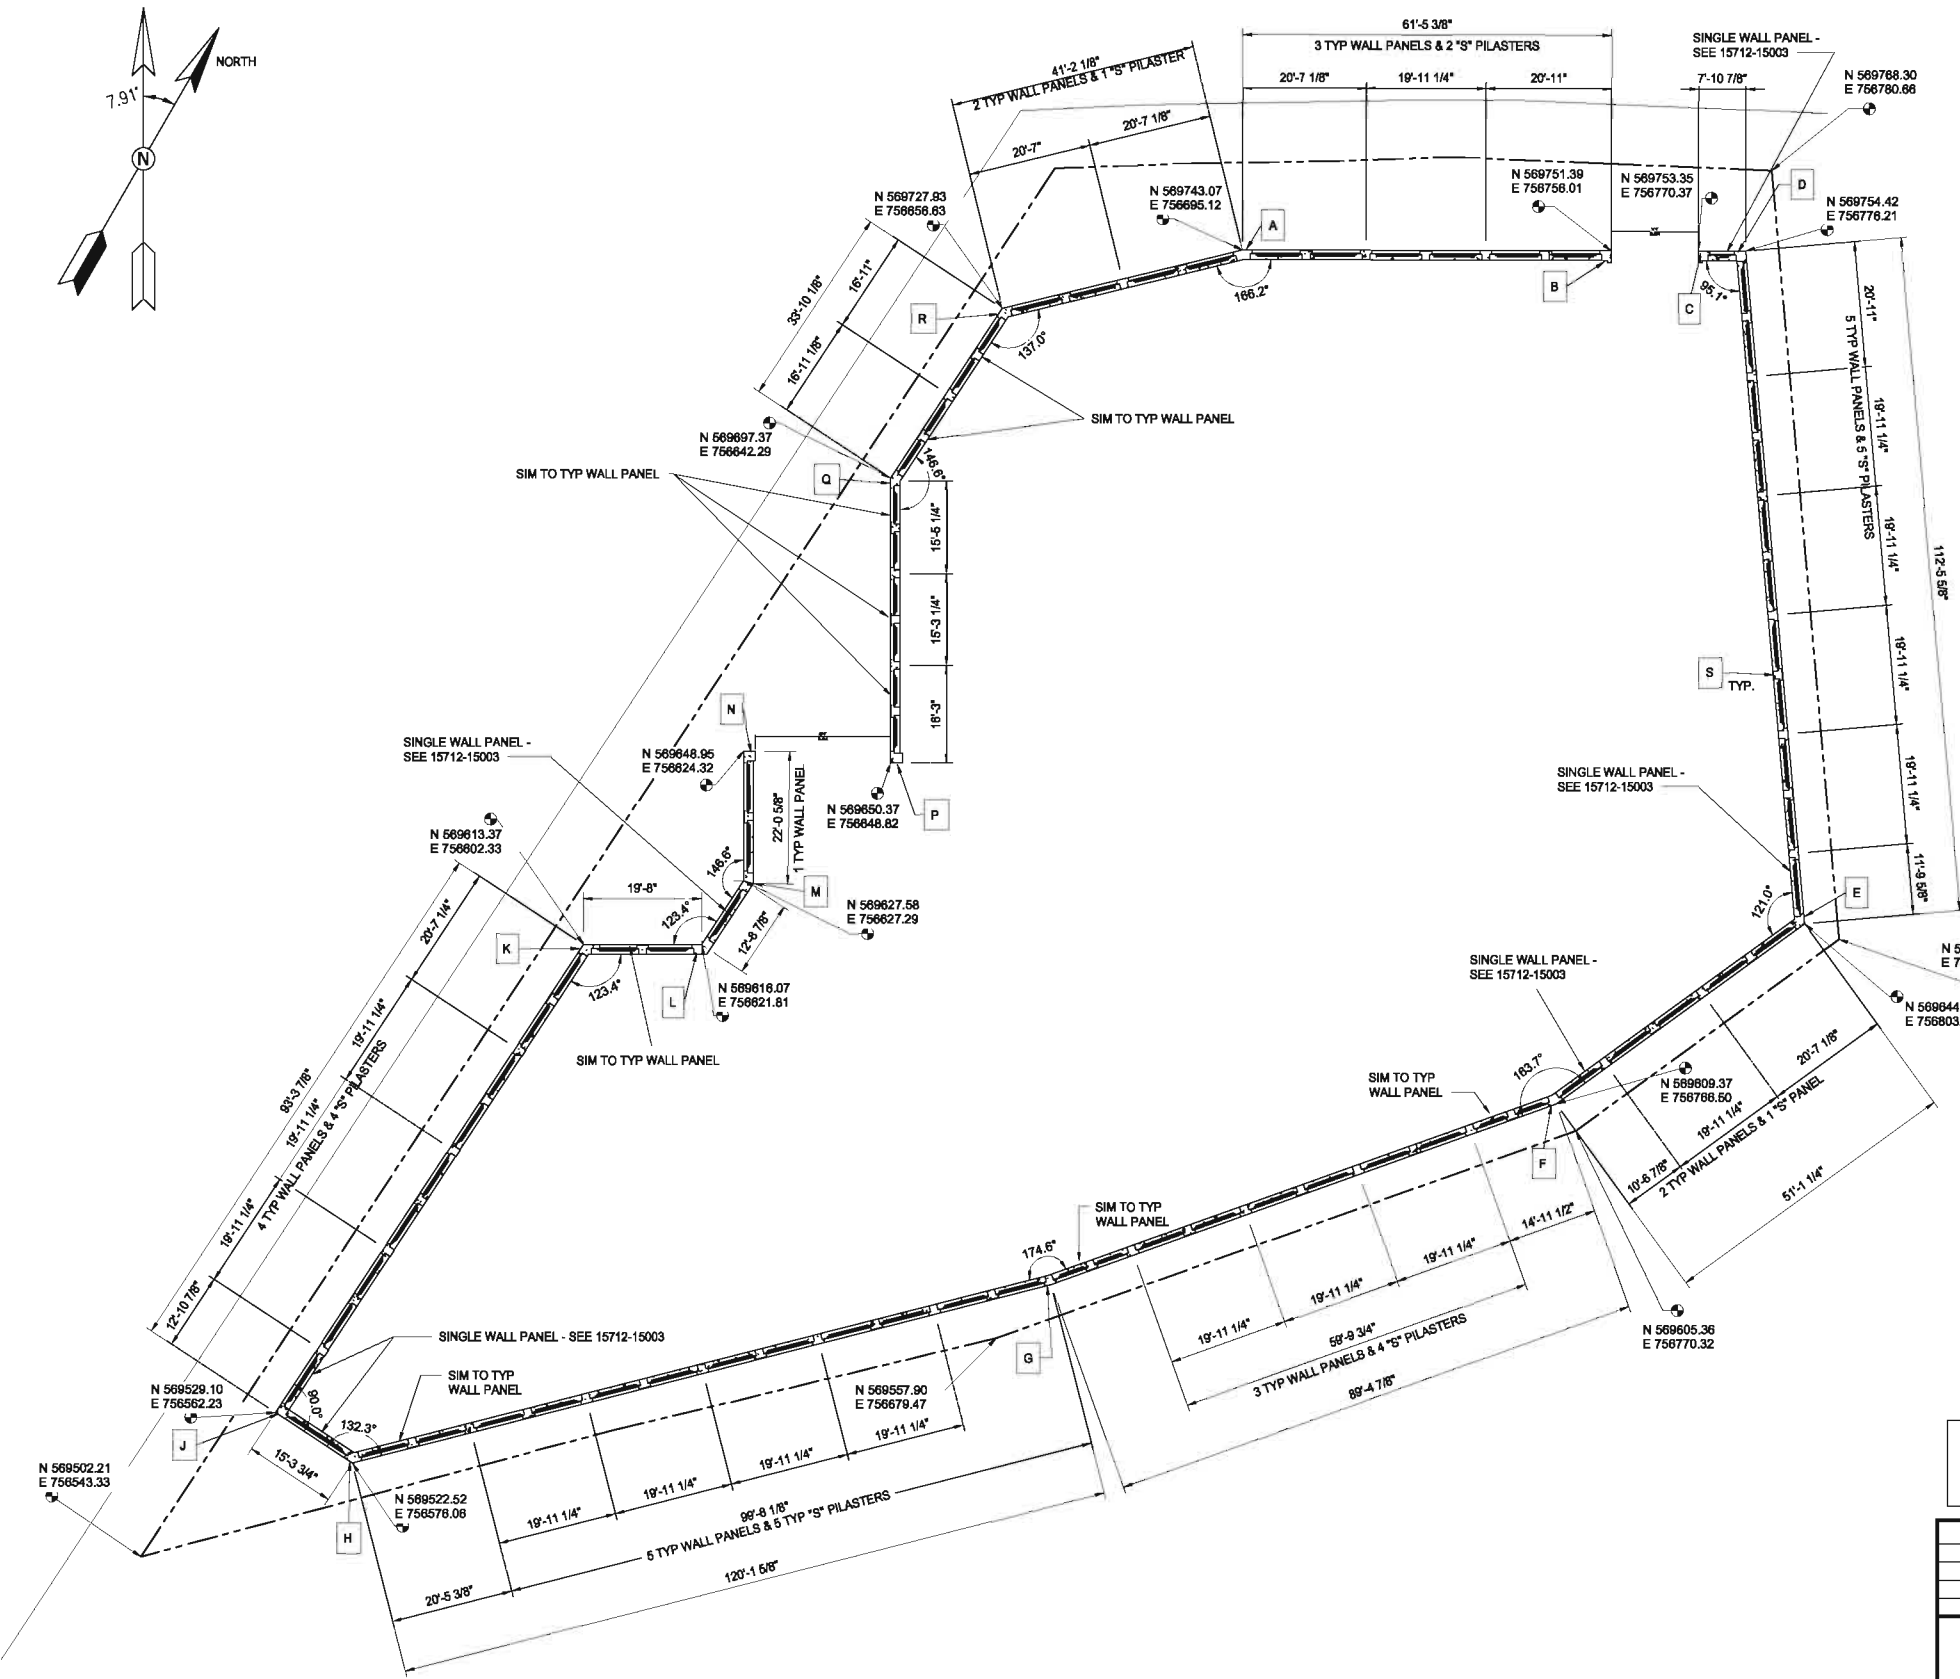 NORTH
7.91°
N
61'-5 3/8"
3 TYP WALL PANELS & 2 "S" PILASTERS
20'-7 1/8"
19'-11 1/4"
20'-11"
SINGLE WALL PANEL -
SEE 15712-15003
7'-10 7/8"
N 569768.30
E 756780.66
41'-2 1/8"
2 TYP WALL PANELS & 1 "S" PILASTER
20'-7"
20'-7 1/8"
N 569727.93
E 756656.63
N 569743.07
E 756695.12
N 569751.39
E 756756.01
N 569753.35
E 756770.37
D
N 569754.42
E 756776.21
A
B
C
166.2°
95.1°
R
137.0°
33'-10 1/8"
16'-11"
16'-11 1/8"
SIM TO TYP WALL PANEL
N 569697.37
E 756642.29
Q
146.6°
SIM TO TYP WALL PANEL
15'-5 1/4"
15'-3 1/4"
16'-3"
20'-11"
5 TYP WALL PANELS & 5 "S" PILASTERS
19'-11 1/4"
19'-11 1/4"
19'-11 1/4"
19'-11 1/4"
11'-9 5/8"
112'-5 5/8"
S
TYP.
N
SINGLE WALL PANEL -
SEE 15712-15003
N 569648.95
E 756624.32
22'-0 5/8"
1 TYP WALL PANEL
N 569650.37
E 756648.82
P
SINGLE WALL PANEL -
SEE 15712-15003
N 569613.37
E 756602.33
146.6°
M
N 569627.58
E 756627.29
19'-8"
123.4°
12'-8 7/8"
K
123.4°
L
N 569616.07
E 756621.81
SIM TO TYP WALL PANEL
121.0°
E
N 5
E 7
N 569644
E 756803.
SINGLE WALL PANEL -
SEE 15712-15003
163.7°
SIM TO TYP
WALL PANEL
N 569609.37
E 756766.50
F
20'-7 1/8"
19'-11 1/4"
10'-6 7/8"
2 TYP WALL PANELS & 1 "S" PANEL
51'-1 1/4"
20'-7 1/4"
19'-11 1/4"
19'-11 1/4"
19'-11 1/4"
12'-10 7/8"
4 TYP WALL PANELS & 4 "S" PILASTERS
93'-3 7/8"
SIM TO TYP
WALL PANEL
174.6°
G
14'-11 1/2"
19'-11 1/4"
19'-11 1/4"
19'-11 1/4"
59'-9 3/4"
3 TYP WALL PANELS & 4 "S" PILASTERS
89'-4 7/8"
N 569605.36
E 756770.32
SINGLE WALL PANEL - SEE 15712-15003
SIM TO TYP
WALL PANEL
N 569529.10
E 756562.23
90.0°
132.3°
J
15'-3 3/4"
N 569557.90
E 756679.47
N 569502.21
E 756543.33
H
N 569522.52
E 756576.06
19'-11 1/4"
19'-11 1/4"
19'-11 1/4"
19'-11 1/4"
99'-8 1/8"
5 TYP WALL PANELS & 5 TYP "S" PILASTERS
20'-5 3/8"
120'-1 5/8"